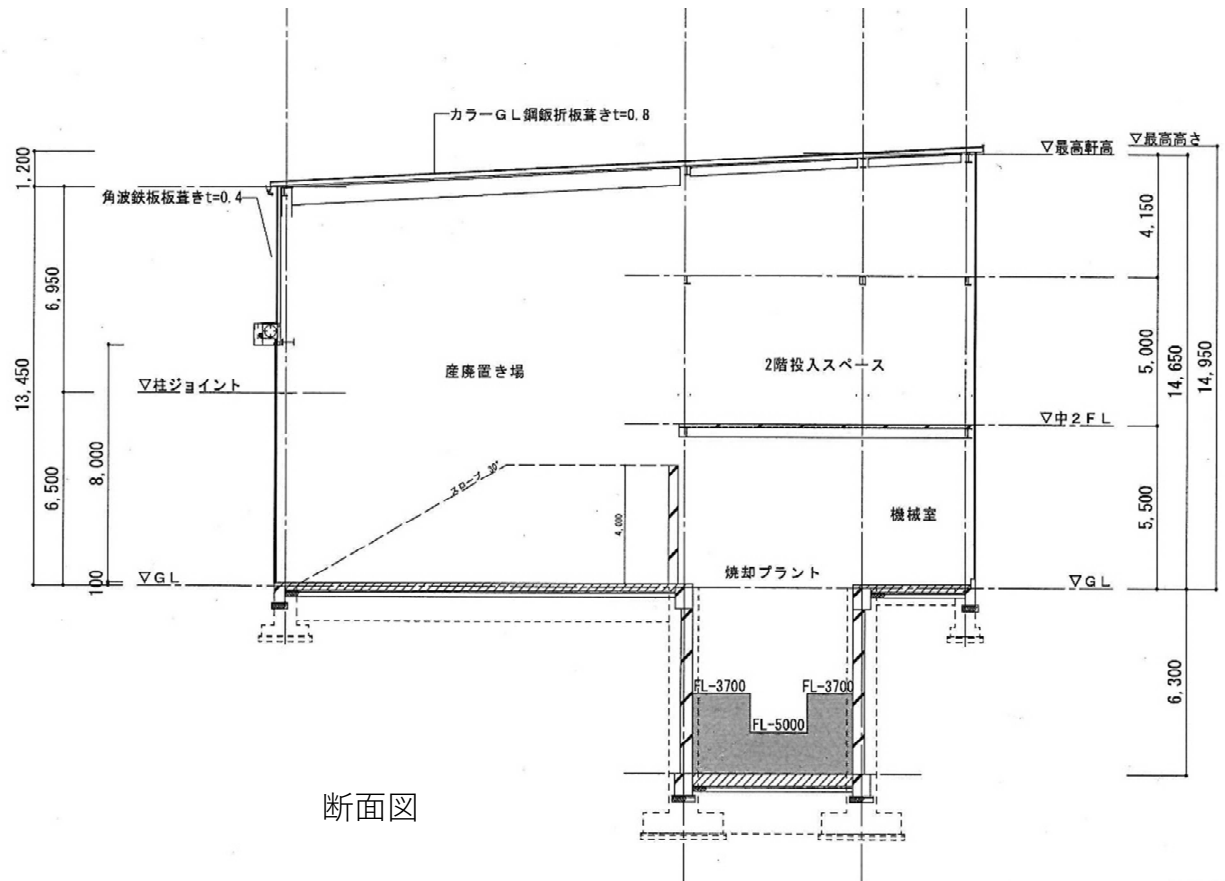 カラーGL鋼鈑折板葺きt=0.8
▽最高軒高
▽最高高さ
1,200
角波鉄板板葺きt=0.4
4,150
6,950
13,450
8,000
産廃置き場
2階投入スペース
5,000
14,650
14,950
▽柱ジョイント
▽中2FL
6,500
スロープ 30°
4,000
機械室
5,500
100
▽GL
焼却プラント
▽GL
FL-3700
FL-3700
FL-5000
6,300
断面図